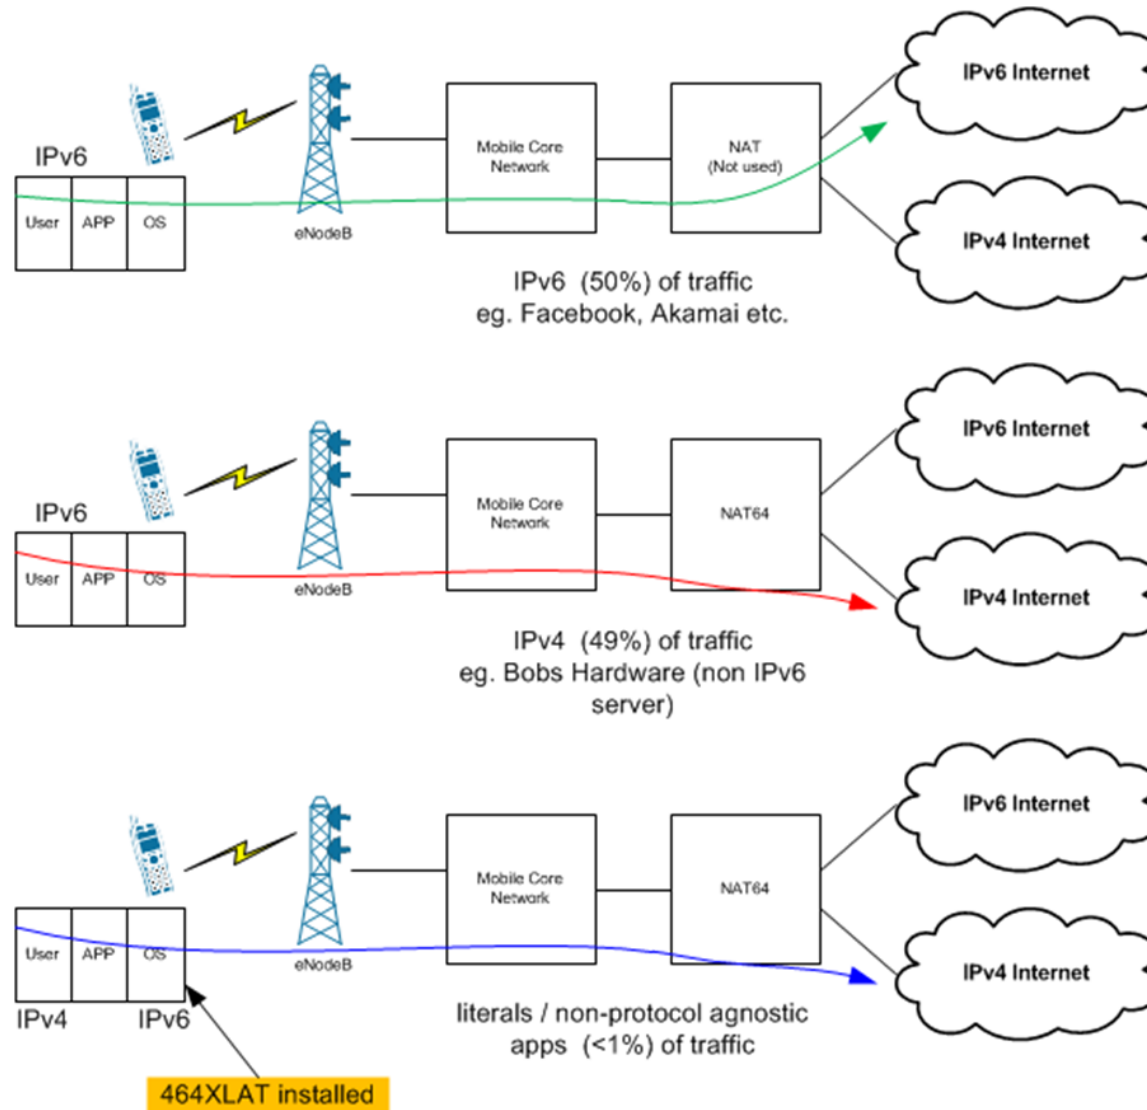 IPv6 Internet
IPv6
Mobile Core
Network
NAT
(Not used)
User
APP
OS
eNodeB
IPv4 Internet
IPv6  (50%) of traffic
eg. Facebook, Akamai etc.
IPv6 Internet
IPv6
Mobile Core
Network
NAT64
User
APP
OS
eNodeB
IPv4 Internet
IPv4  (49%) of traffic
eg. Bobs Hardware (non IPv6
server)
IPv6 Internet
Mobile Core
Network
NAT64
User
APP
OS
eNodeB
IPv4 Internet
IPv4
IPv6
literals / non-protocol agnostic
apps  (<1%) of traffic
464XLAT installed